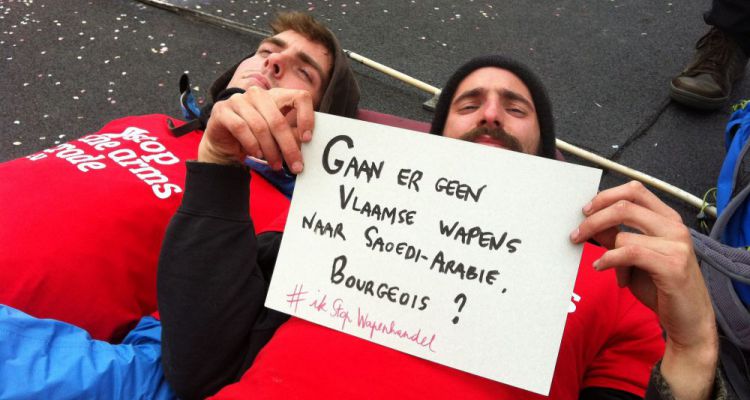 stop
the arms
trade
GAAN ER GEEN
VLAAMSE WAPENS
NAAR SAOEDI-ARABIE,
BOURGEOIS ?
#ik Stop Wapenhandel